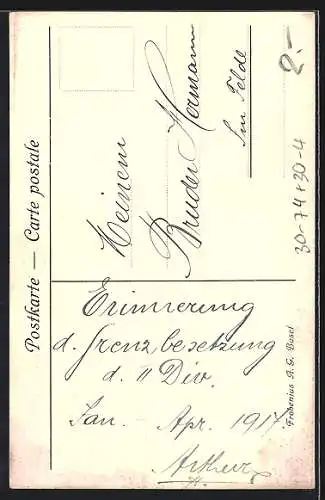 Postkarte — Carte postale
Erinnerung
d. Grenzbesetzung
d. II Div.
Jan. - Apr. 1917
Arthur
Meinem
Bruder Hermann
Im Felde
Frobenius A. G. Basel
2.-
30-74+30-4